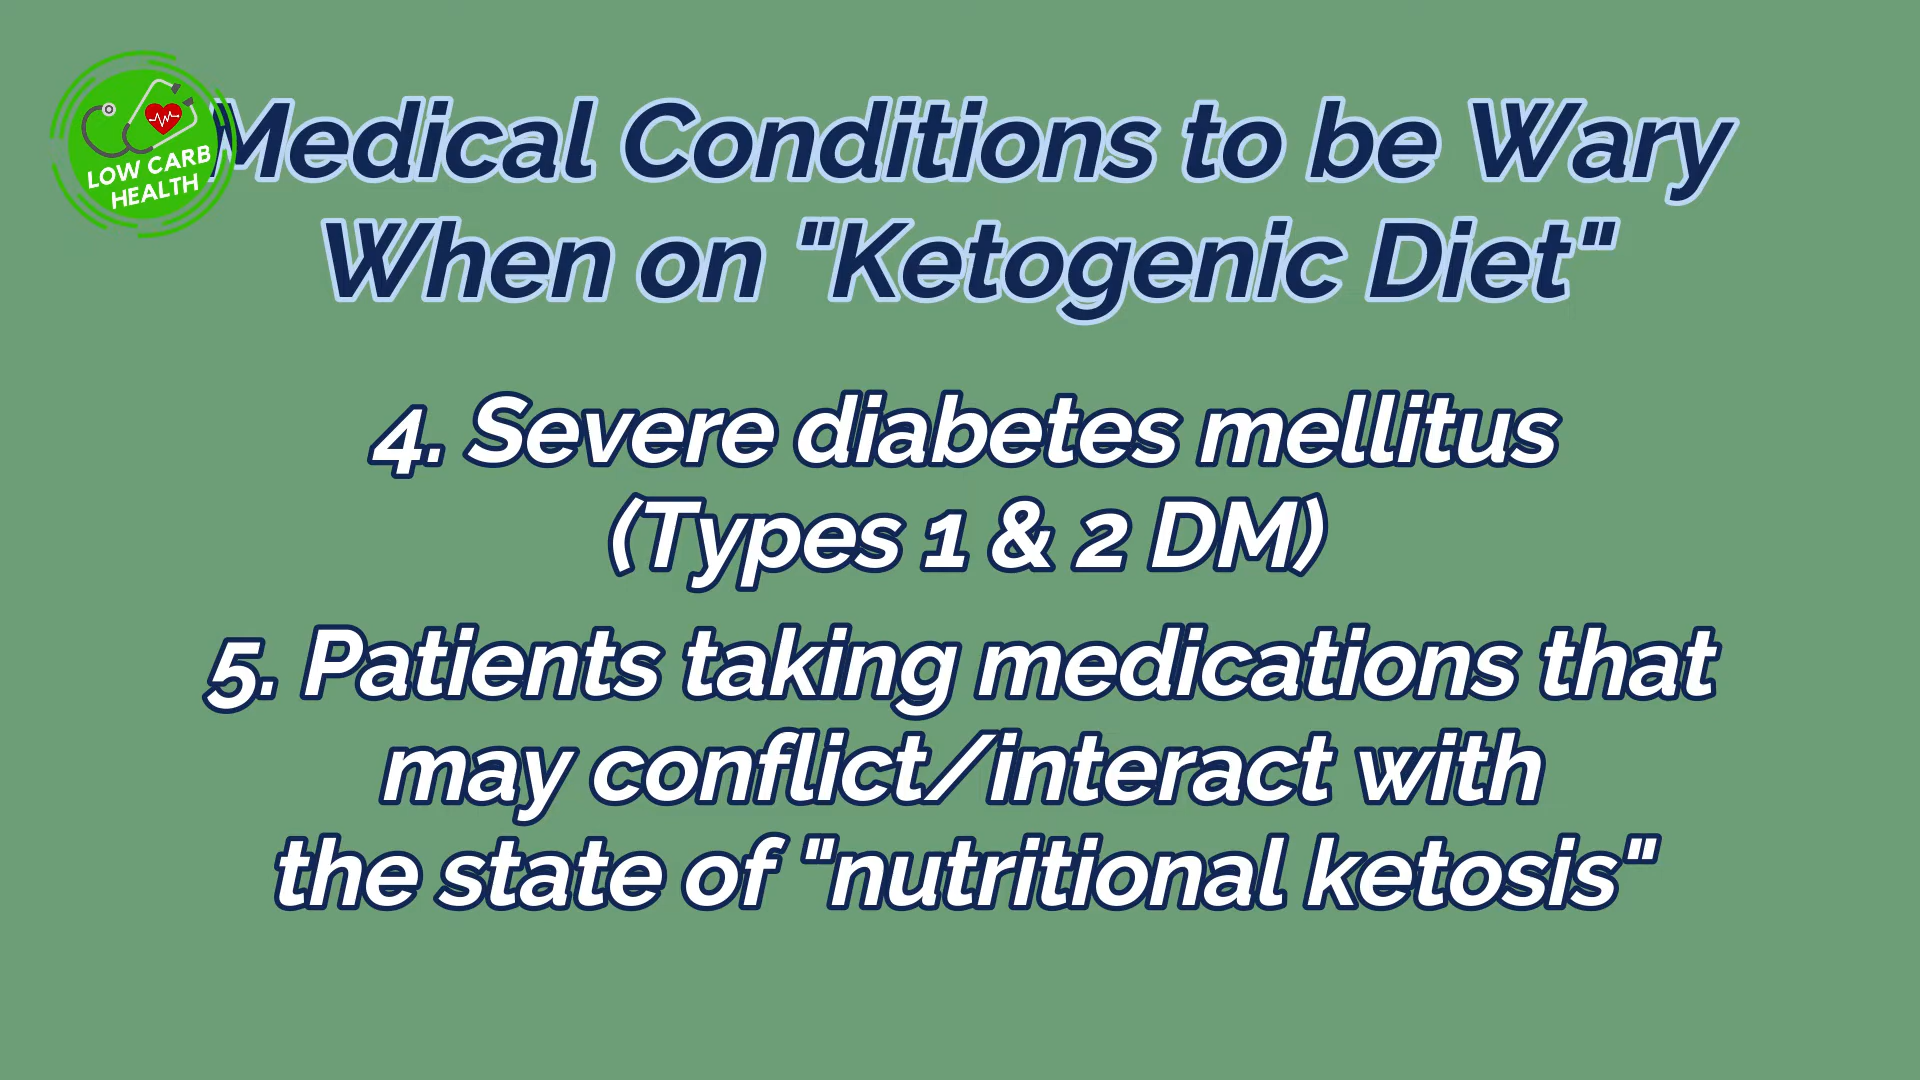 LOW CARB
HEALTH
Medical Conditions to be Wary
When on "Ketogenic Diet"
4. Severe diabetes mellitus
(Types 1 & 2 DM)
5. Patients taking medications that
may conflict/interact with
the state of "nutritional ketosis"